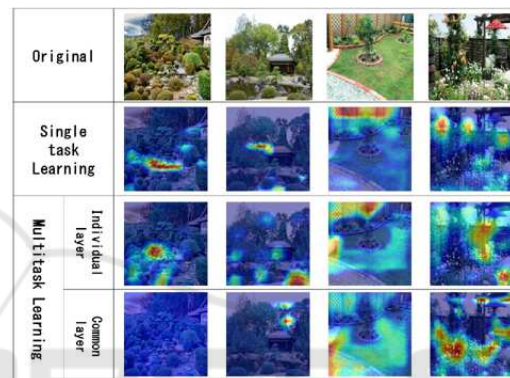 Original
Single
task
Learning
Multitask Learning
Individual
layer
Common
layer